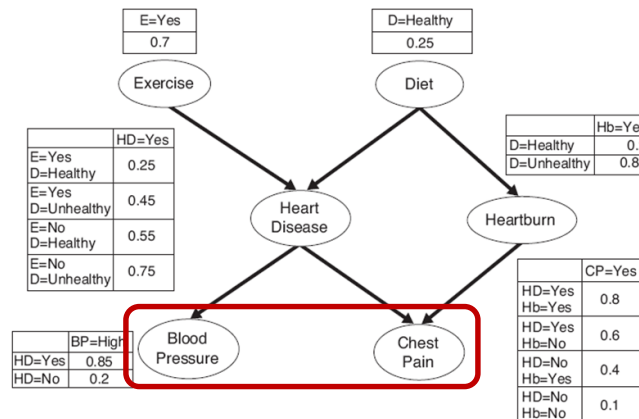 E=Yes
0.7
Exercise
D=Healthy
0.25
Diet
HD=Yes
E=Yes
D=Healthy
0.25
E=Yes
D=Unhealthy
0.45
E=No
D=Healthy
0.55
E=No
D=Unhealthy
0.75
Hb=Ye
D=Healthy
0.
D=Unhealthy
0.8
Heart
Disease
Heartburn
BP=High
HD=Yes
0.85
HD=No
0.2
Blood
Pressure
Chest
Pain
CP=Yes
HD=Yes
Hb=Yes
0.8
HD=Yes
Hb=No
0.6
HD=No
Hb=Yes
0.4
HD=No
Hb=No
0.1